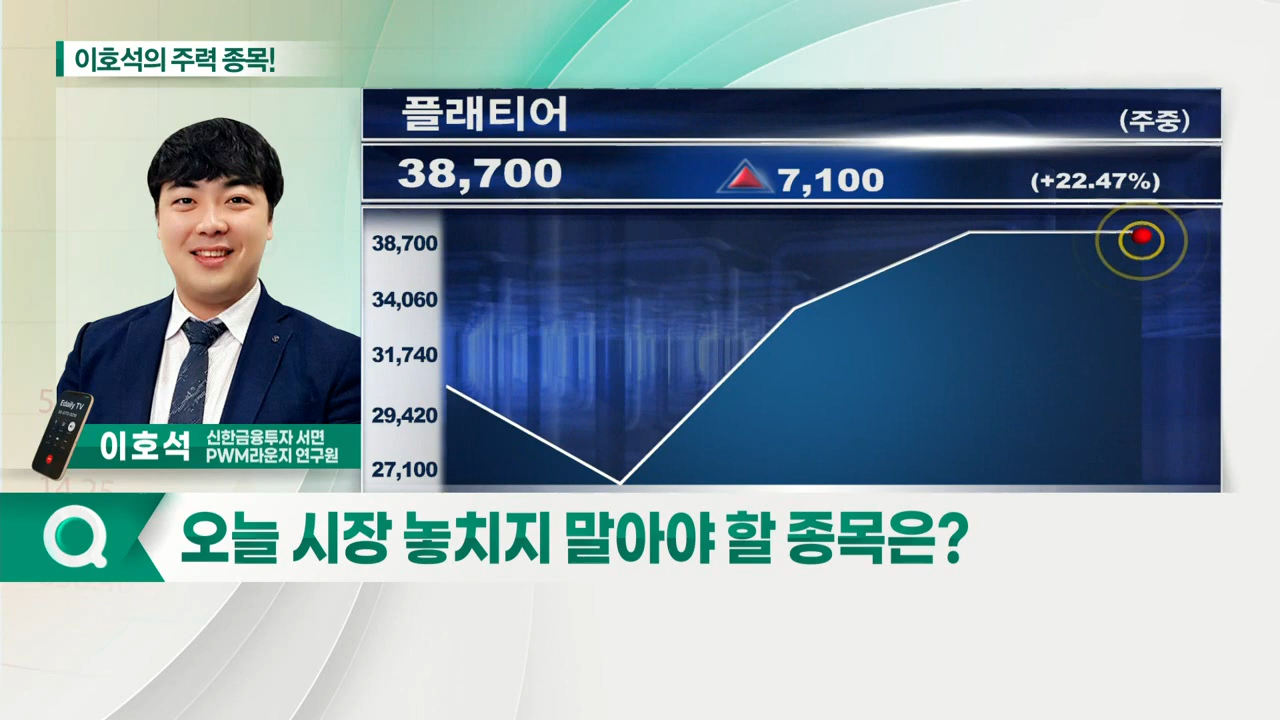 이호석의 주력 종목!
플래티어
(주중)
38,700
7,100
(+22.47%)
38,700
34,060
31,740
29,420
27,100
Edaily TV
이호석
신한금융투자 서면
PWM라운지 연구원
오늘 시장 놓치지 말아야 할 종목은?